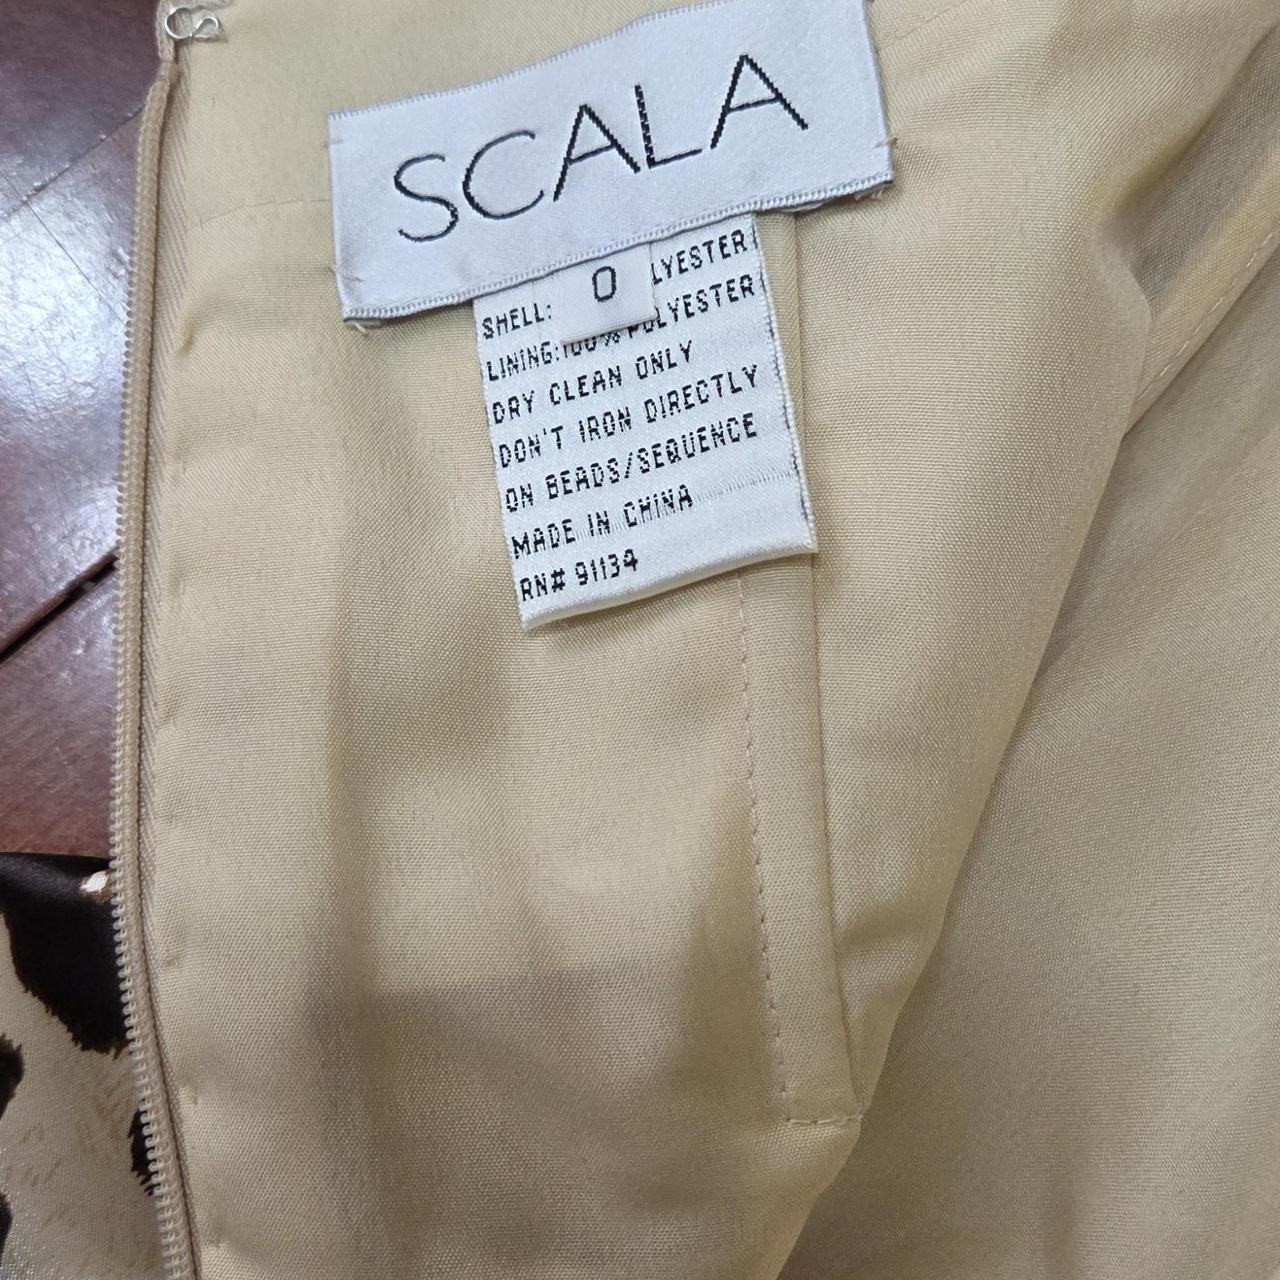 SCALA
0
SHELL: LYESTER
LINING:100% POLYESTER
DRY CLEAN ONLY
DON'T IRON DIRECTLY
ON BEADS/SEQUENCE
MADE IN CHINA
RN# 91134